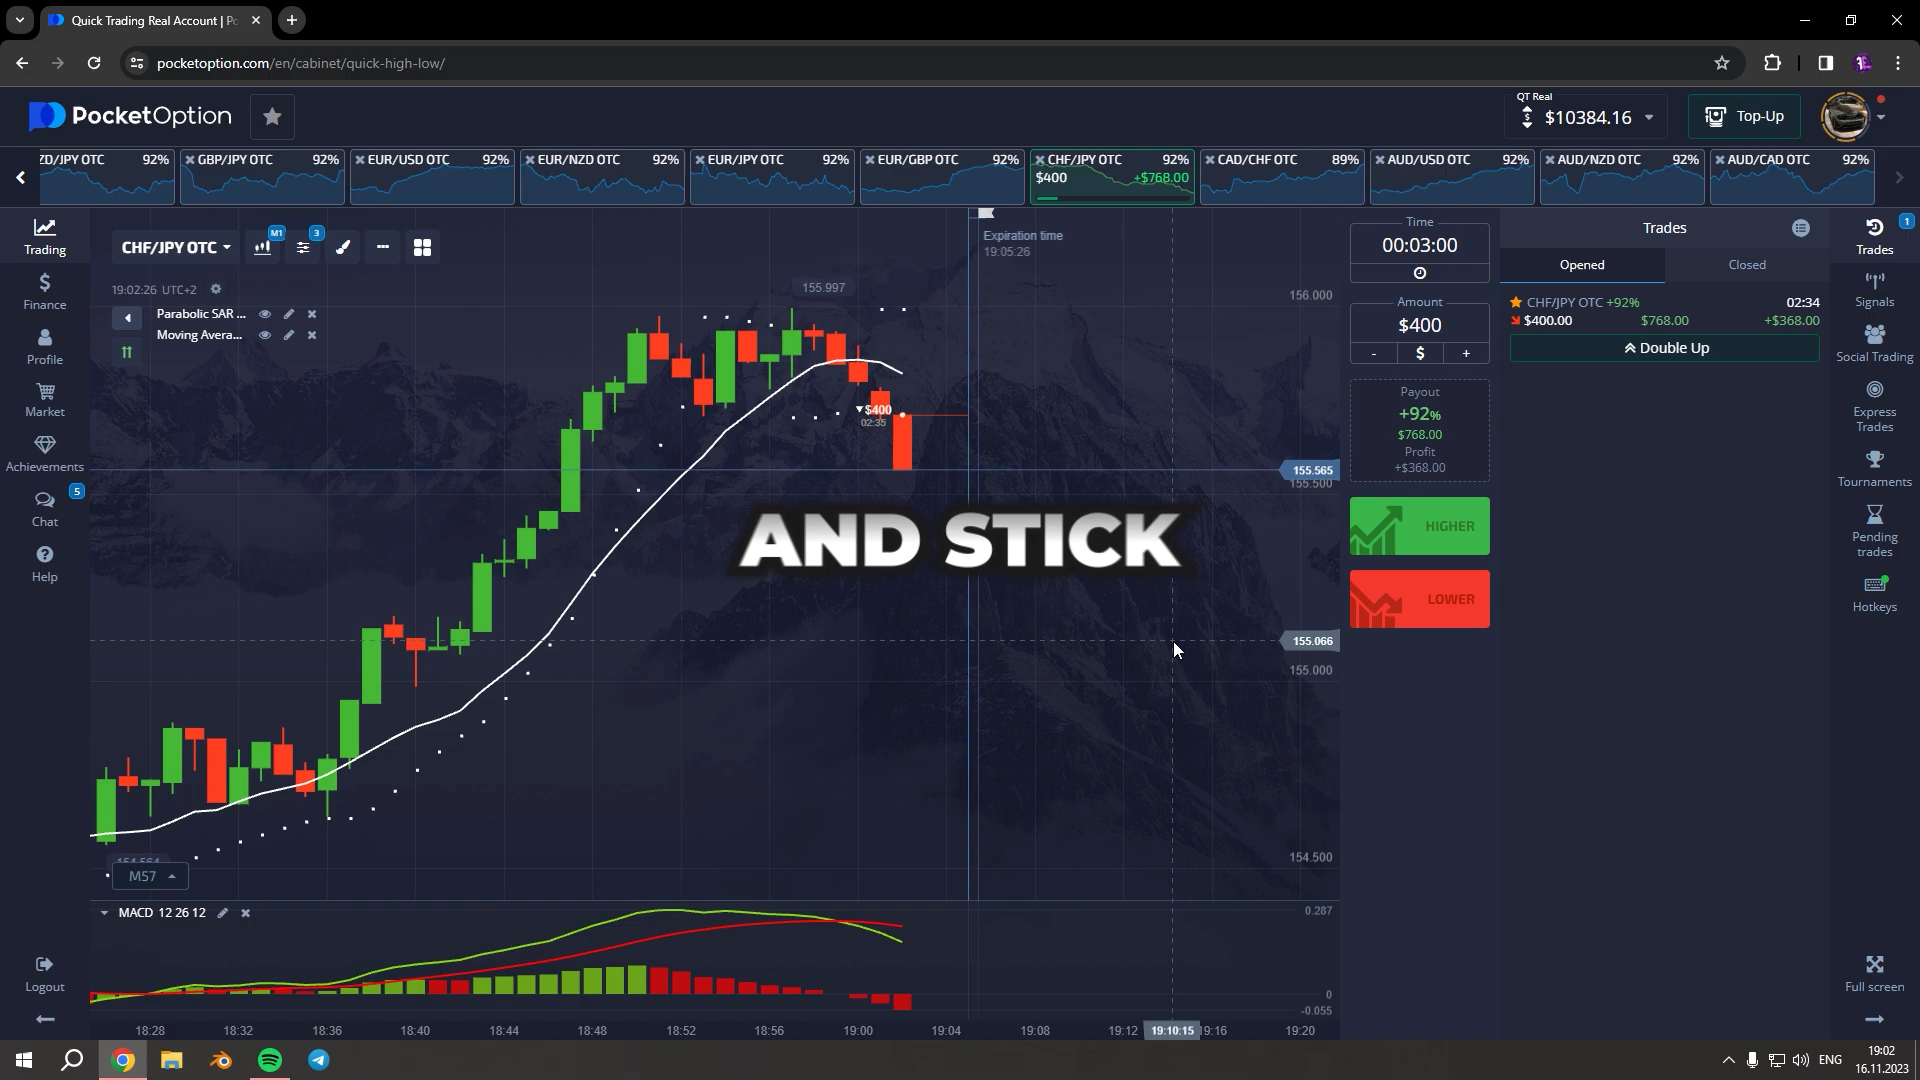 Quick Trading Real Account | Po
pocketoption.com/en/cabinet/quick-high-low/
PocketOption
QT Real
$10384.16
Top-Up
ZD/JPY OTC 92%
GBP/JPY OTC 92%
EUR/USD OTC 92%
EUR/NZD OTC 92%
EUR/JPY OTC 92%
EUR/GBP OTC 92%
CHF/JPY OTC 92%
$400 +$768.00
CAD/CHF OTC 89%
AUD/USD OTC 92%
AUD/NZD OTC 92%
AUD/CAD OTC 92%
Trading
Finance
Profile
Market
Achievements
5
Chat
Help
Logout
CHF/JPY OTC
M1
3
19:02:26 UTC+2
Parabolic SAR ...
Moving Avera...
Expiration time
19:05:26
155.997
$400
02:35
AND STICK
156.000
155.565
155.500
155.066
155.000
154.500
M57
MACD 12 26 12
0.287
0
-0.055
18:28 18:32 18:36 18:40 18:44 18:48 18:52 18:56 19:00 19:04 19:08 19:12 19:10:15 19:16 19:20
Time
00:03:00
Amount
$400
- $ +
Payout
+92%
$768.00
Profit
+$368.00
HIGHER
LOWER
Trades
Opened Closed
CHF/JPY OTC +92% 02:34
$400.00 $768.00 +$368.00
Double Up
1
Trades
Signals
Social Trading
Express
Trades
Tournaments
Pending
trades
Hotkeys
Full screen
ENG
19:02
16.11.2023